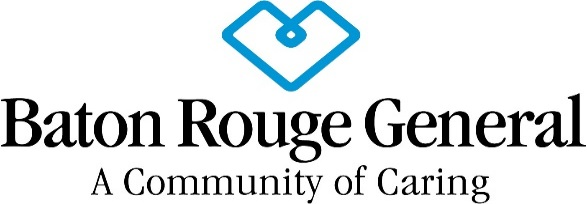 Baton Rouge General
A Community of Caring